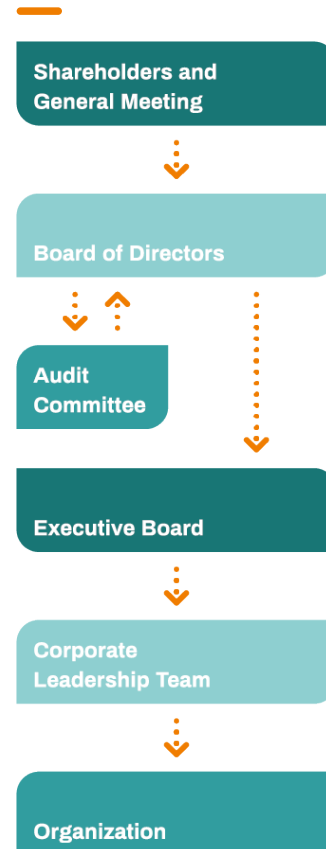 Shareholders and
General Meeting
Board of Directors
Audit
Committee
Executive Board
Corporate
Leadership Team
Organization